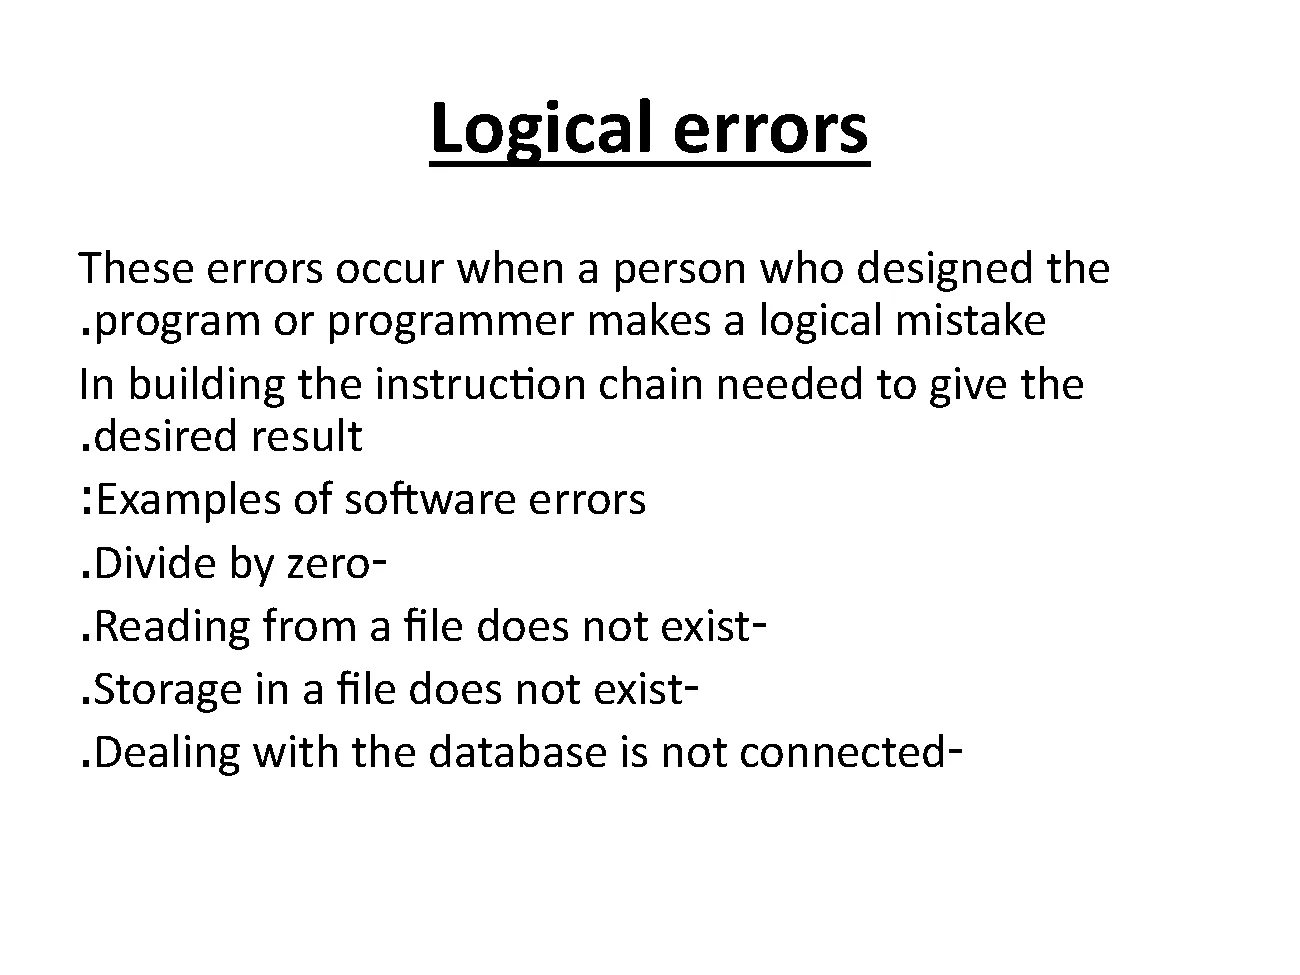 Logical errors
These errors occur when a person who designed the
.program or programmer makes a logical mistake
In building the instruction chain needed to give the
.desired result
:Examples of software errors
.Divide by zero-
.Reading from a file does not exist-
.Storage in a file does not exist-
.Dealing with the database is not connected-